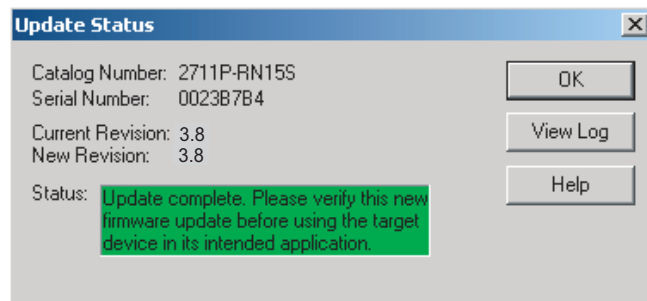 Update Status
Catalog Number: 2711P-RN15S
Serial Number: 0023B7B4
Current Revision: 3.8
New Revision: 3.8
Status: Update complete. Please verify this new
firmware update before using the target
device in its intended application.
OK
View Log
Help